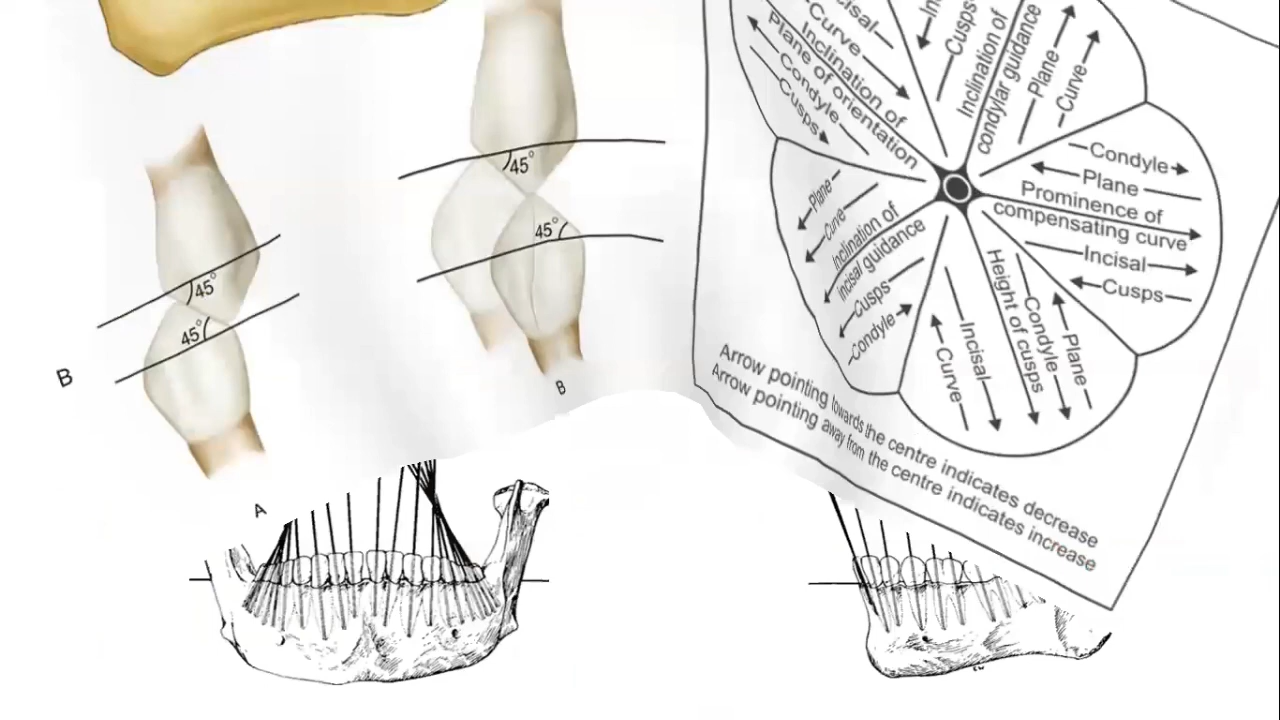 Incisal
Curve
Inclination of
Plane of orientation
Condyle
Cusps
Cusps
Inclination of
condylar guidance
Plane
Curve
Condyle
Plane
Prominence of
compensating curve
Incisal
Cusps
Plane
Condyle
Height of cusps
Incisal
Curve
Plane
Curve
Inclination of
incisal guidance
Cusps
Condyle
Arrow pointing towards the centre indicates decrease
Arrow pointing away from the centre indicates increase
45°
45°
45°
45°
B
B
A